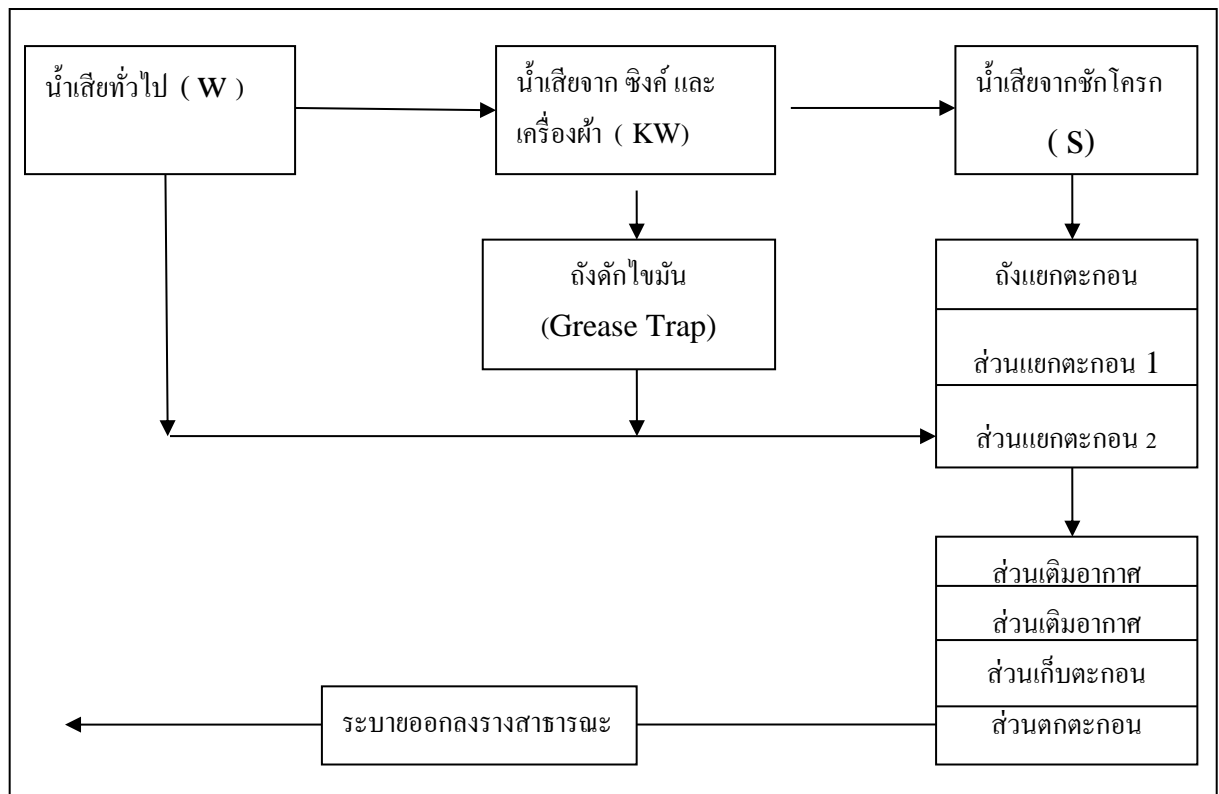 น้ำเสียทั่วไป ( W )
น้ำเสียจาก ซิงค์ และ
เครื่องผ้า ( KW)
น้ำเสียจากชักโครก
( S)
ถังดักไขมัน
(Grease Trap)
ถังแยกตะกอน
ส่วนแยกตะกอน 1
ส่วนแยกตะกอน 2
ส่วนเติมอากาศ
ส่วนเติมอากาศ
ส่วนเก็บตะกอน
ส่วนตกตะกอน
ระบายออกลงรางสาธารณะ